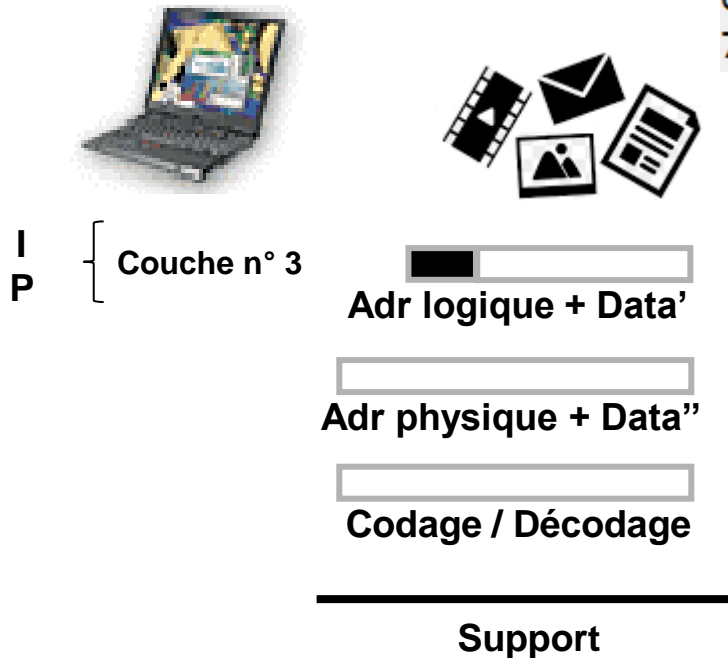 I
P
Couche n° 3
Adr logique + Data’
Adr physique + Data’’
Codage / Décodage
Support